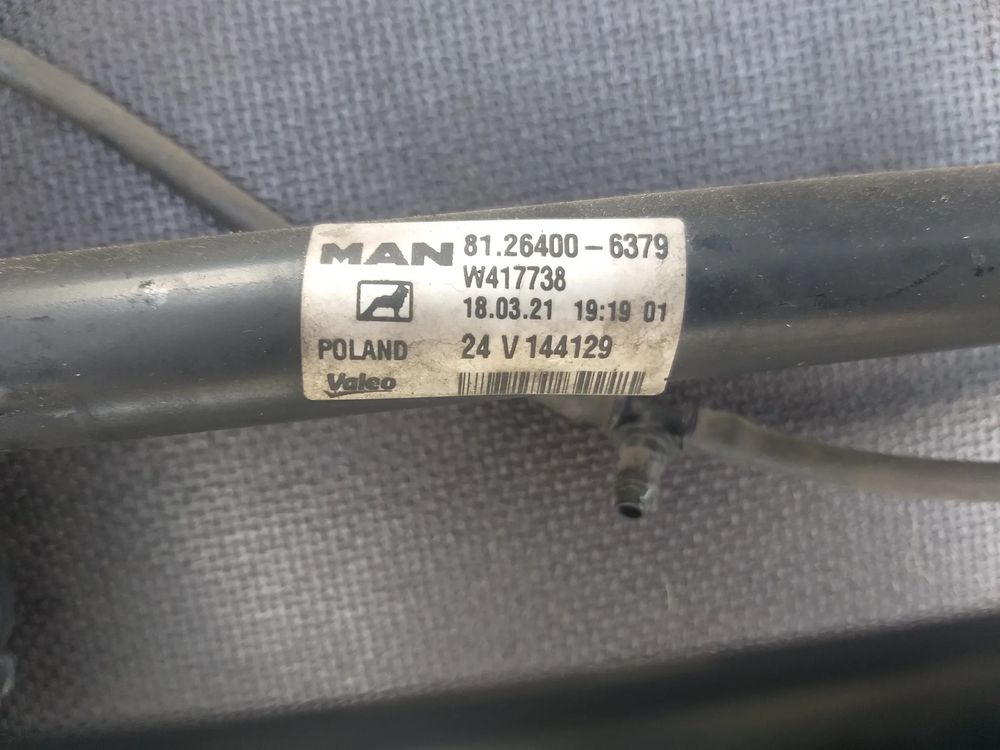 MAN 81.26400-6379
W417738
18.03.21 19:19 01
POLAND 24 V 144129
Valeo